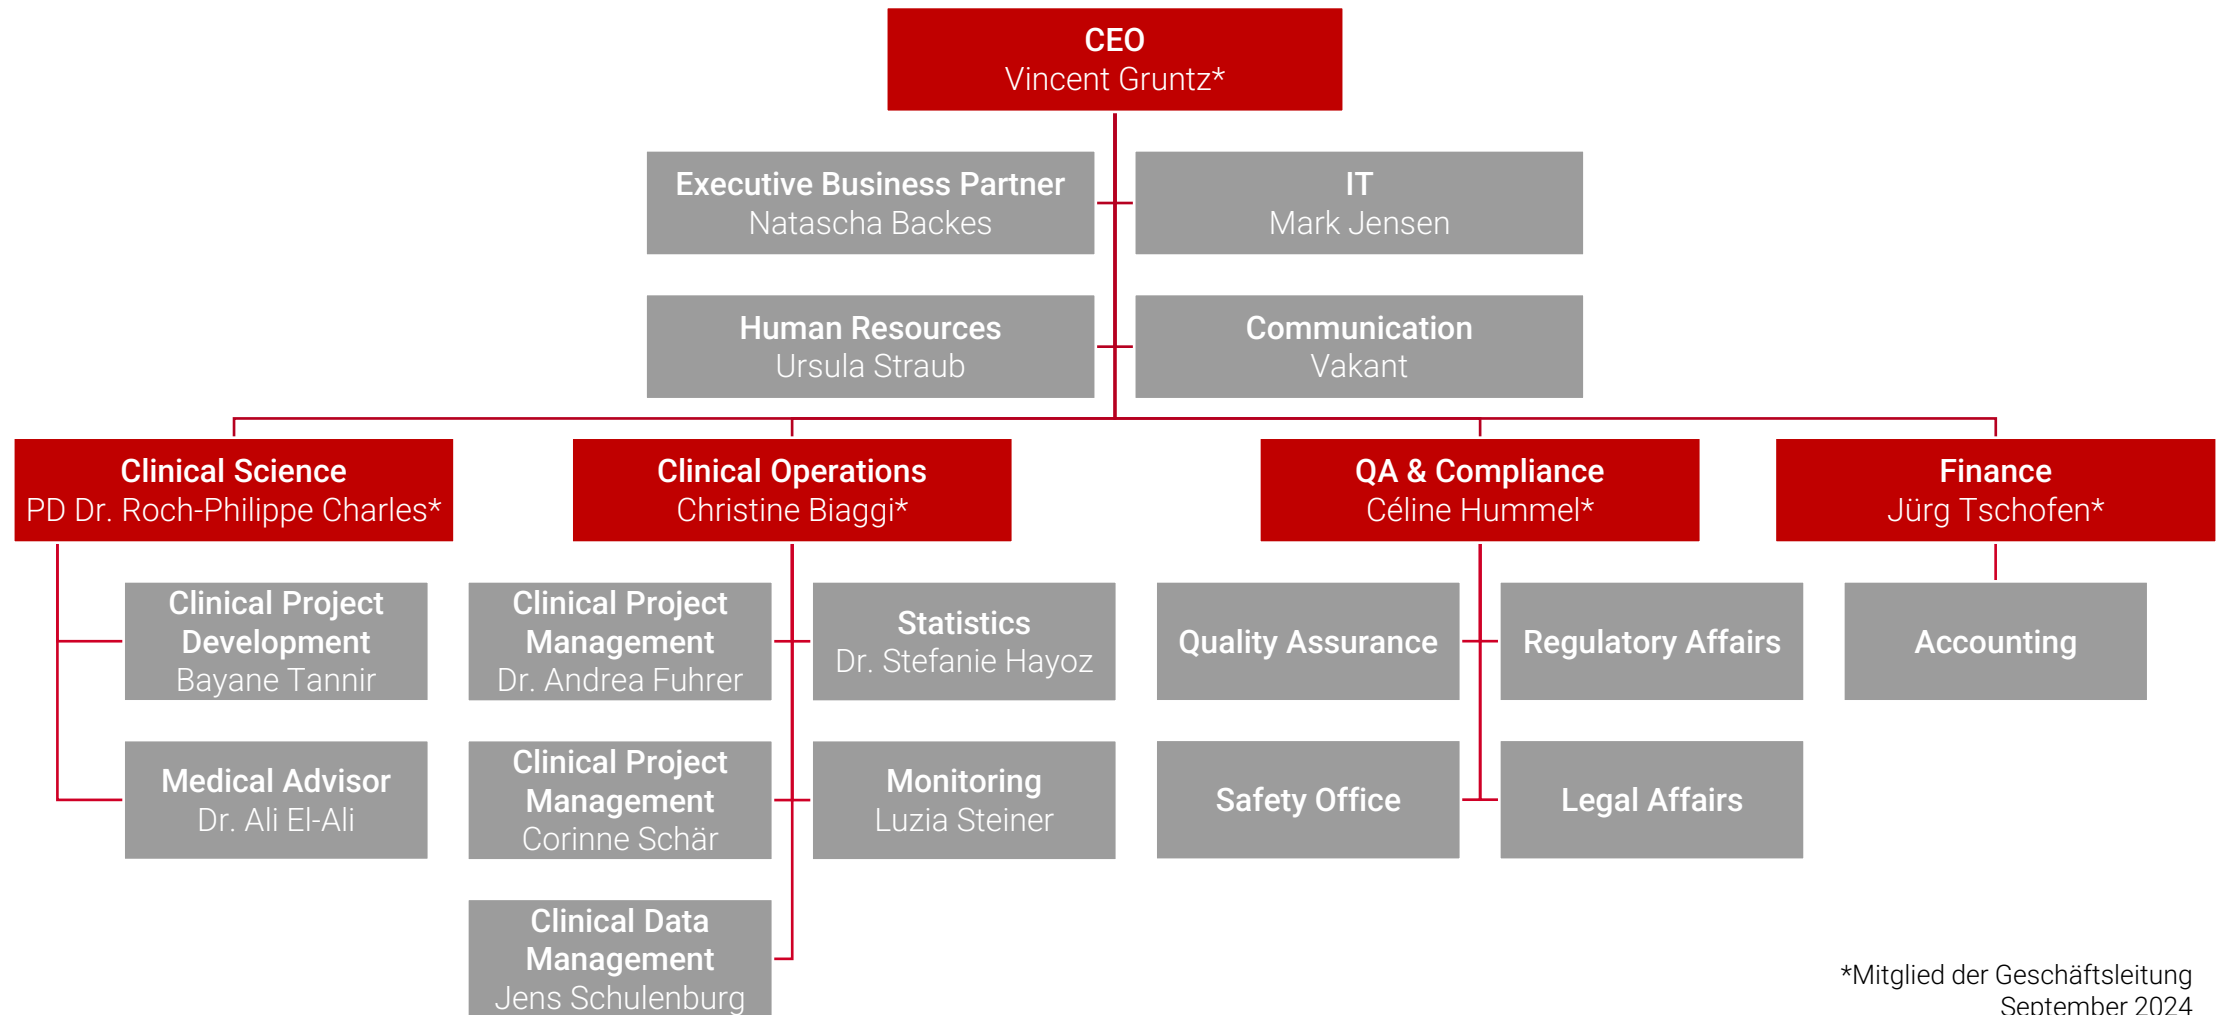 CEO
Vincent Gruntz*
Executive Business Partner
Natascha Backes
IT
Mark Jensen
Human Resources
Ursula Straub
Communication
Vakant
Clinical Science
PD Dr. Roch-Philippe Charles*
Clinical Operations
Christine Biaggi*
QA & Compliance
Céline Hummel*
Finance
Jürg Tschofen*
Clinical Project
Development
Bayane Tannir
Clinical Project
Management
Dr. Andrea Fuhrer
Statistics
Dr. Stefanie Hayoz
Quality Assurance
Regulatory Affairs
Accounting
Medical Advisor
Dr. Ali El-Ali
Clinical Project
Management
Corinne Schär
Monitoring
Luzia Steiner
Safety Office
Legal Affairs
Clinical Data
Management
Jens Schulenburg
*Mitglied der Geschäftsleitung
September 2024